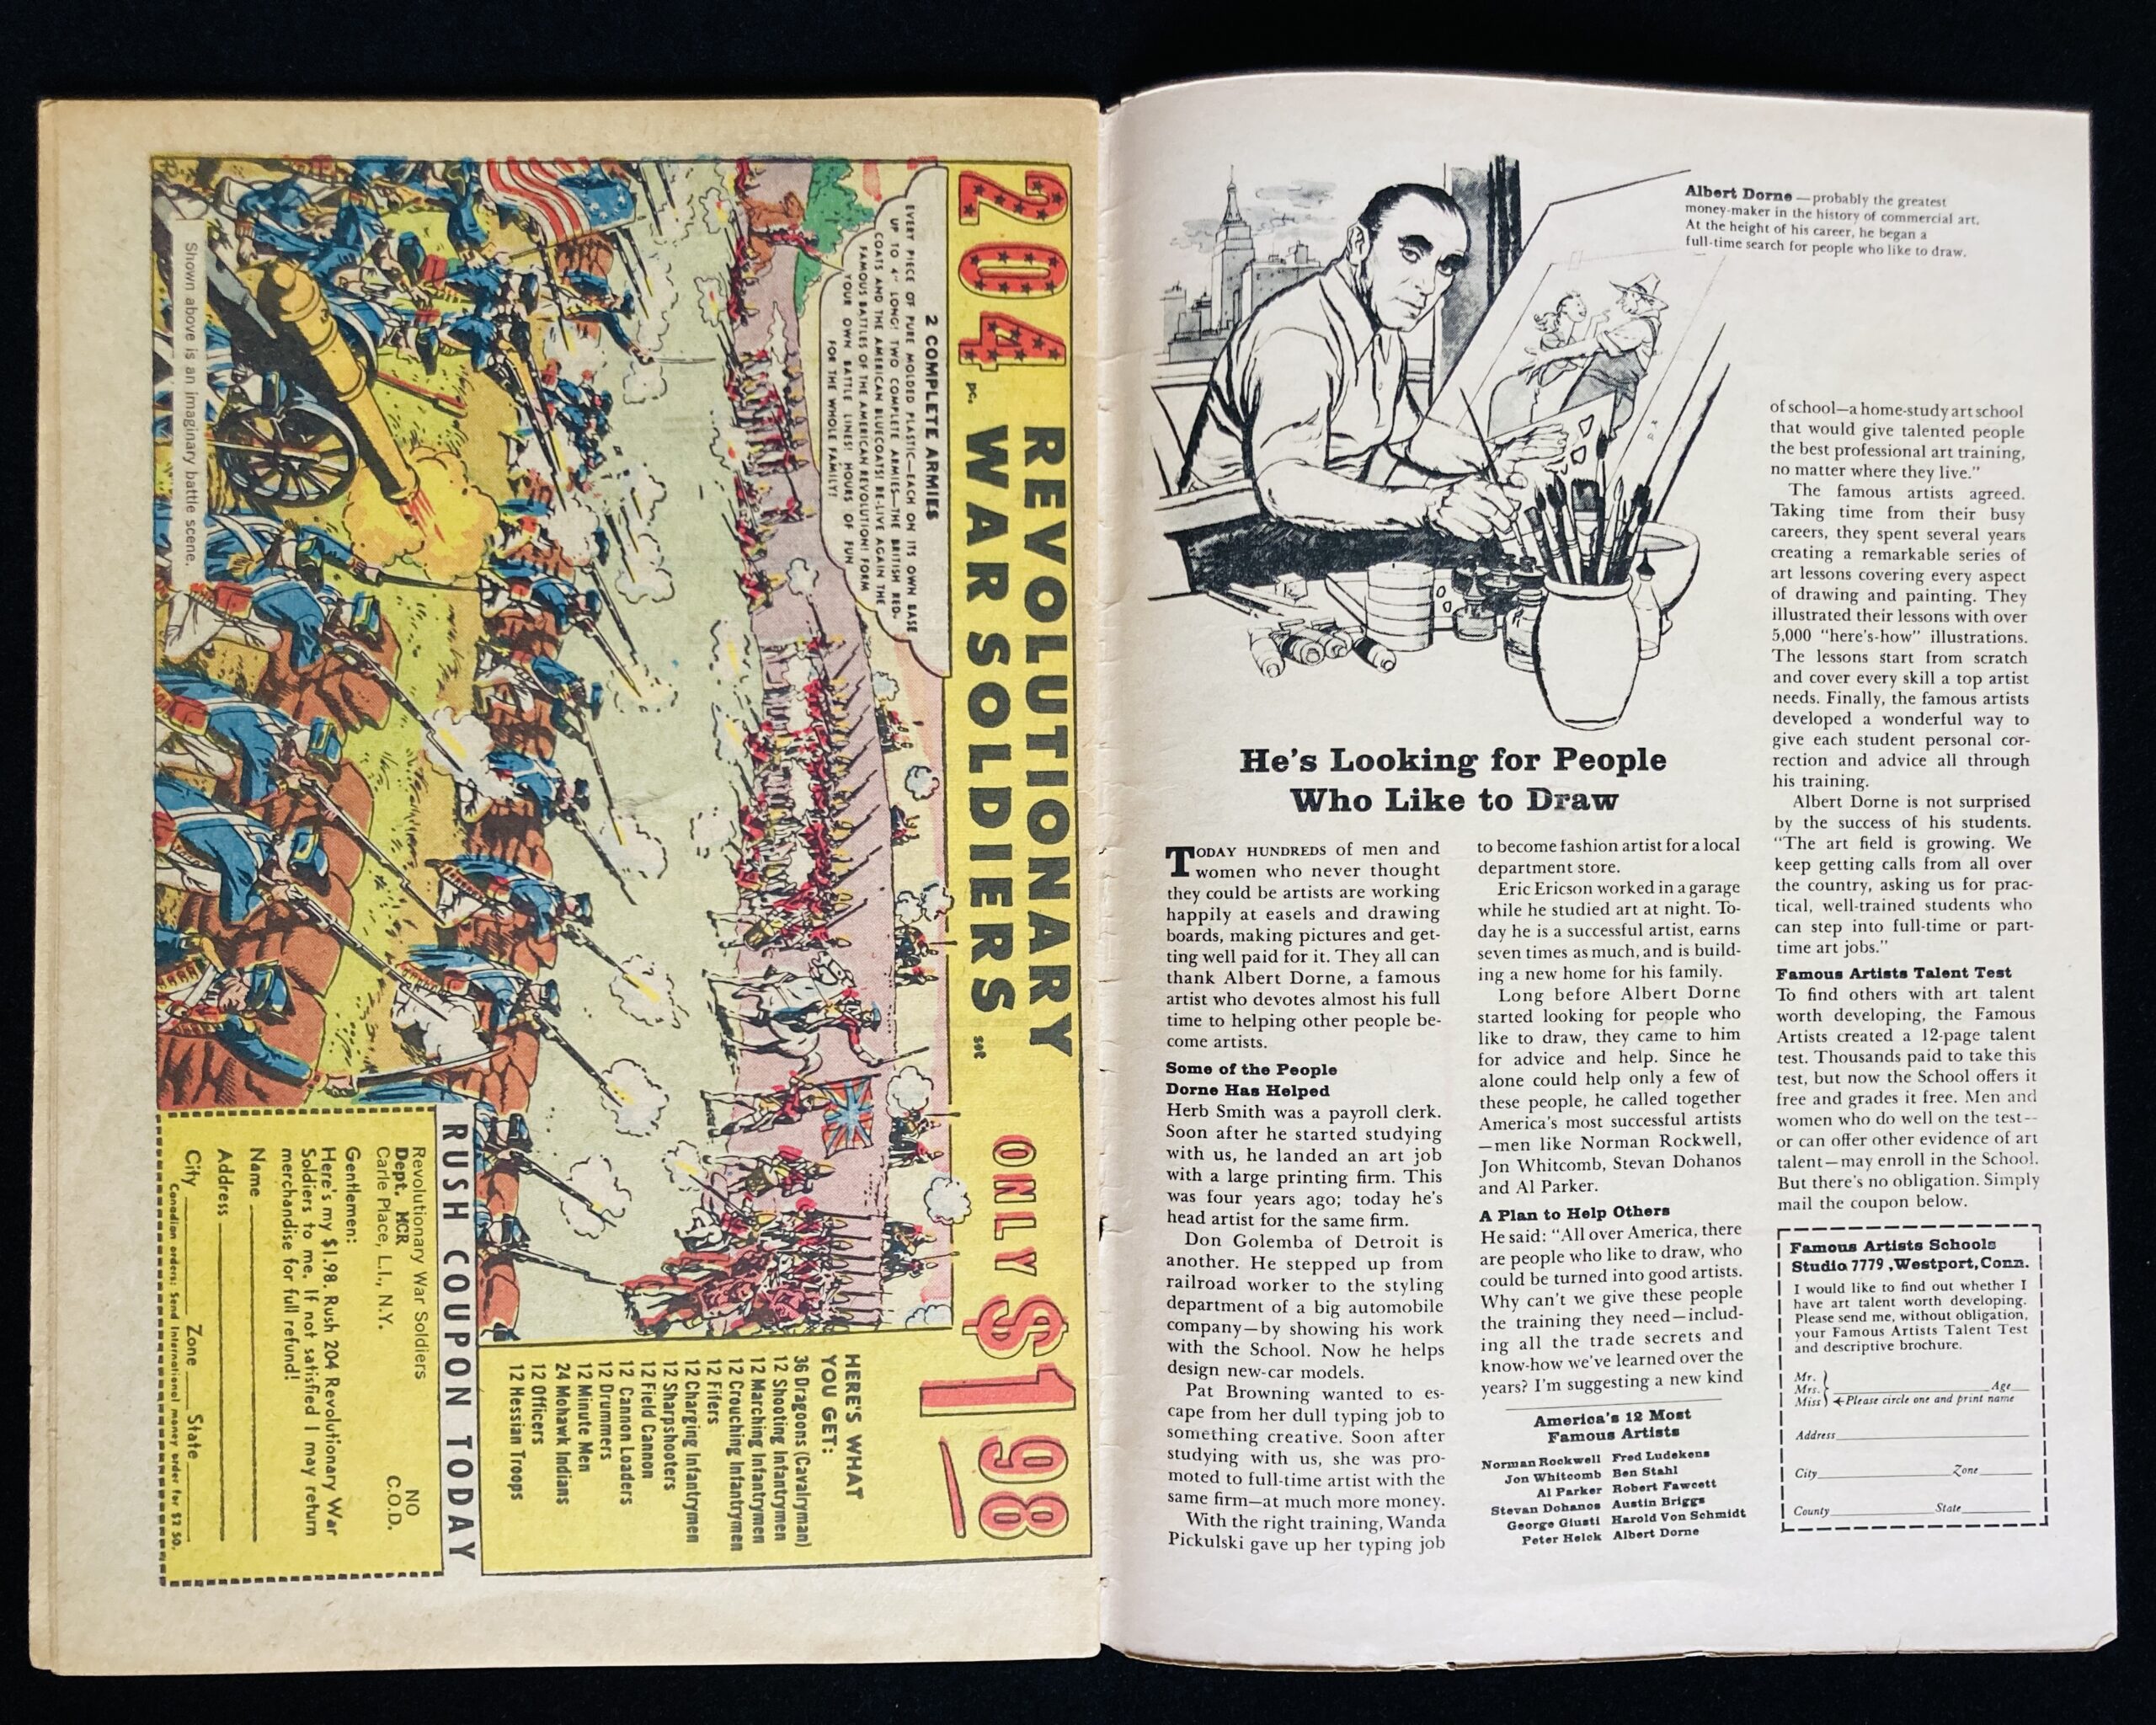 204 pc. REVOLUTIONARY
WAR SOLDIERS set
ONLY $1 98
2 COMPLETE ARMIES
EVERY PIECE OF PURE MOLDED PLASTIC—EACH ON ITS OWN BASE
UP TO 4" LONG! TWO COMPLETE ARMIES—THE BRITISH RED-
COATS AND THE AMERICAN BLUECOATS! RE-LIVE AGAIN THE
FAMOUS BATTLES OF THE AMERICAN REVOLUTION! FORM
YOUR OWN BATTLE LINES! HOURS OF FUN
FOR THE WHOLE FAMILY!
Shown above is an imaginary battle scene.
HERE'S WHAT
YOU GET:
36 Dragoons (Cavalryman)
12 Shooting Infantrymen
12 Marching Infantrymen
12 Crouching Infantrymen
12 Fifers
12 Charging Infantrymen
12 Sharpshooters
12 Field Cannon
12 Cannon Loaders
12 Drummers
12 Minute Men
24 Mohawk Indians
12 Officers
12 Hessian Troops
RUSH COUPON TODAY
Revolutionary War Soldiers
Dept. MCR
Carle Place, L.I., N.Y.
NO
C.O.D.
Gentlemen:
Here's my $1.98. Rush 204 Revolutionary War
Soldiers to me. If not satisfied I may return
merchandise for full refund!
Name
Address
City Zone State
Canadian orders: Send International money order for $2.50.
Albert Dorne — probably the greatest
money-maker in the history of commercial art.
At the height of his career, he began a
full-time search for people who like to draw.
He's Looking for People
Who Like to Draw
TODAY HUNDREDS of men and
women who never thought
they could be artists are working
happily at easels and drawing
boards, making pictures and get-
ting well paid for it. They all can
thank Albert Dorne, a famous
artist who devotes almost his full
time to helping other people be-
come artists.
Some of the People
Dorne Has Helped
Herb Smith was a payroll clerk.
Soon after he started studying
with us, he landed an art job
with a large printing firm. This
was four years ago; today he's
head artist for the same firm.
Don Golemba of Detroit is
another. He stepped up from
railroad worker to the styling
department of a big automobile
company—by showing his work
with the School. Now he helps
design new-car models.
Pat Browning wanted to es-
cape from her dull typing job to
something creative. Soon after
studying with us, she was pro-
moted to full-time artist with the
same firm—at much more money.
With the right training, Wanda
Pickulski gave up her typing job
to become fashion artist for a local
department store.
Eric Ericson worked in a garage
while he studied art at night. To-
day he is a successful artist, earns
seven times as much, and is build-
ing a new home for his family.
Long before Albert Dorne
started looking for people who
like to draw, they came to him
for advice and help. Since he
alone could help only a few of
these people, he called together
America's most successful artists
—men like Norman Rockwell,
Jon Whitcomb, Stevan Dohanos
and Al Parker.
A Plan to Help Others
He said: "All over America, there
are people who like to draw, who
could be turned into good artists.
Why can't we give these people
the training they need—includ-
ing all the trade secrets and
know-how we've learned over the
years? I'm suggesting a new kind
America's 12 Most
Famous Artists
Norman Rockwell Fred Ludekens
Jon Whitcomb Ben Stahl
Al Parker Robert Fawcett
Stevan Dohanos Austin Briggs
George Giusti Harold Von Schmidt
Peter Helck Albert Dorne
of school—a home-study art school
that would give talented people
the best professional art training,
no matter where they live."
The famous artists agreed.
Taking time from their busy
careers, they spent several years
creating a remarkable series of
art lessons covering every aspect
of drawing and painting. They
illustrated their lessons with over
5,000 "here's-how" illustrations.
The lessons start from scratch
and cover every skill a top artist
needs. Finally, the famous artists
developed a wonderful way to
give each student personal cor-
rection and advice all through
his training.
Albert Dorne is not surprised
by the success of his students.
"The art field is growing. We
keep getting calls from all over
the country, asking us for prac-
tical, well-trained students who
can step into full-time or part-
time art jobs."
Famous Artists Talent Test
To find others with art talent
worth developing, the Famous
Artists created a 12-page talent
test. Thousands paid to take this
test, but now the School offers it
free and grades it free. Men and
women who do well on the test—
or can offer other evidence of art
talent—may enroll in the School.
But there's no obligation. Simply
mail the coupon below.
Famous Artists Schools
Studio 7779, Westport, Conn.
I would like to find out whether I
have art talent worth developing.
Please send me, without obligation,
your Famous Artists Talent Test
and descriptive brochure.
Mr.
Mrs. Age
Miss ←Please circle one and print name
Address
City Zone
County State